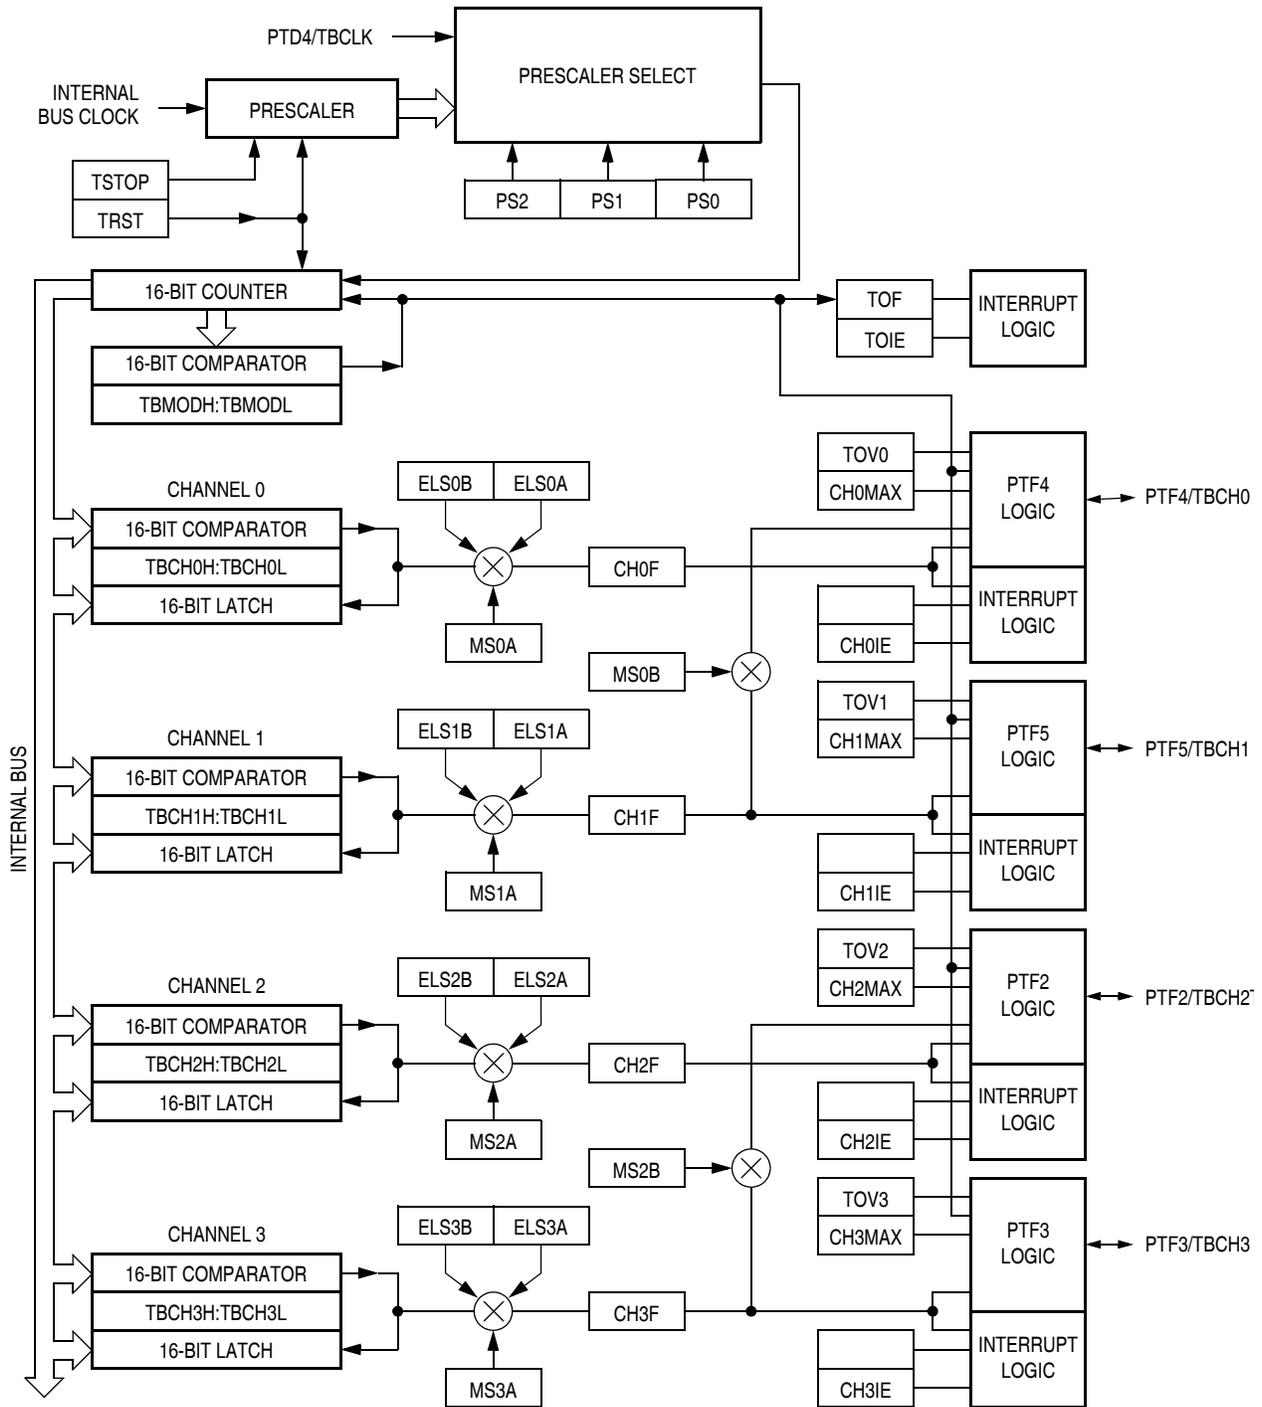 PTD4/TBCLK
PRESCALER SELECT
INTERNAL
BUS CLOCK
PRESCALER
TSTOP
TRST
PS2
PS1
PS0
16-BIT COUNTER
16-BIT COMPARATOR
TBMODH:TBMODL
TOF
TOIE
INTERRUPT
LOGIC
INTERNAL BUS
CHANNEL 0
16-BIT COMPARATOR
TBCH0H:TBCH0L
16-BIT LATCH
ELS0B
ELS0A
MS0A
CH0F
MS0B
TOV0
CH0MAX
PTF4
LOGIC
PTF4/TBCH0
INTERRUPT
LOGIC
CH0IE
CHANNEL 1
16-BIT COMPARATOR
TBCH1H:TBCH1L
16-BIT LATCH
ELS1B
ELS1A
MS1A
CH1F
TOV1
CH1MAX
PTF5
LOGIC
PTF5/TBCH1
INTERRUPT
LOGIC
CH1IE
CHANNEL 2
16-BIT COMPARATOR
TBCH2H:TBCH2L
16-BIT LATCH
ELS2B
ELS2A
MS2A
CH2F
MS2B
TOV2
CH2MAX
PTF2
LOGIC
PTF2/TBCH2
INTERRUPT
LOGIC
CH2IE
CHANNEL 3
16-BIT COMPARATOR
TBCH3H:TBCH3L
16-BIT LATCH
ELS3B
ELS3A
MS3A
CH3F
TOV3
CH3MAX
PTF3
LOGIC
PTF3/TBCH3
INTERRUPT
LOGIC
CH3IE